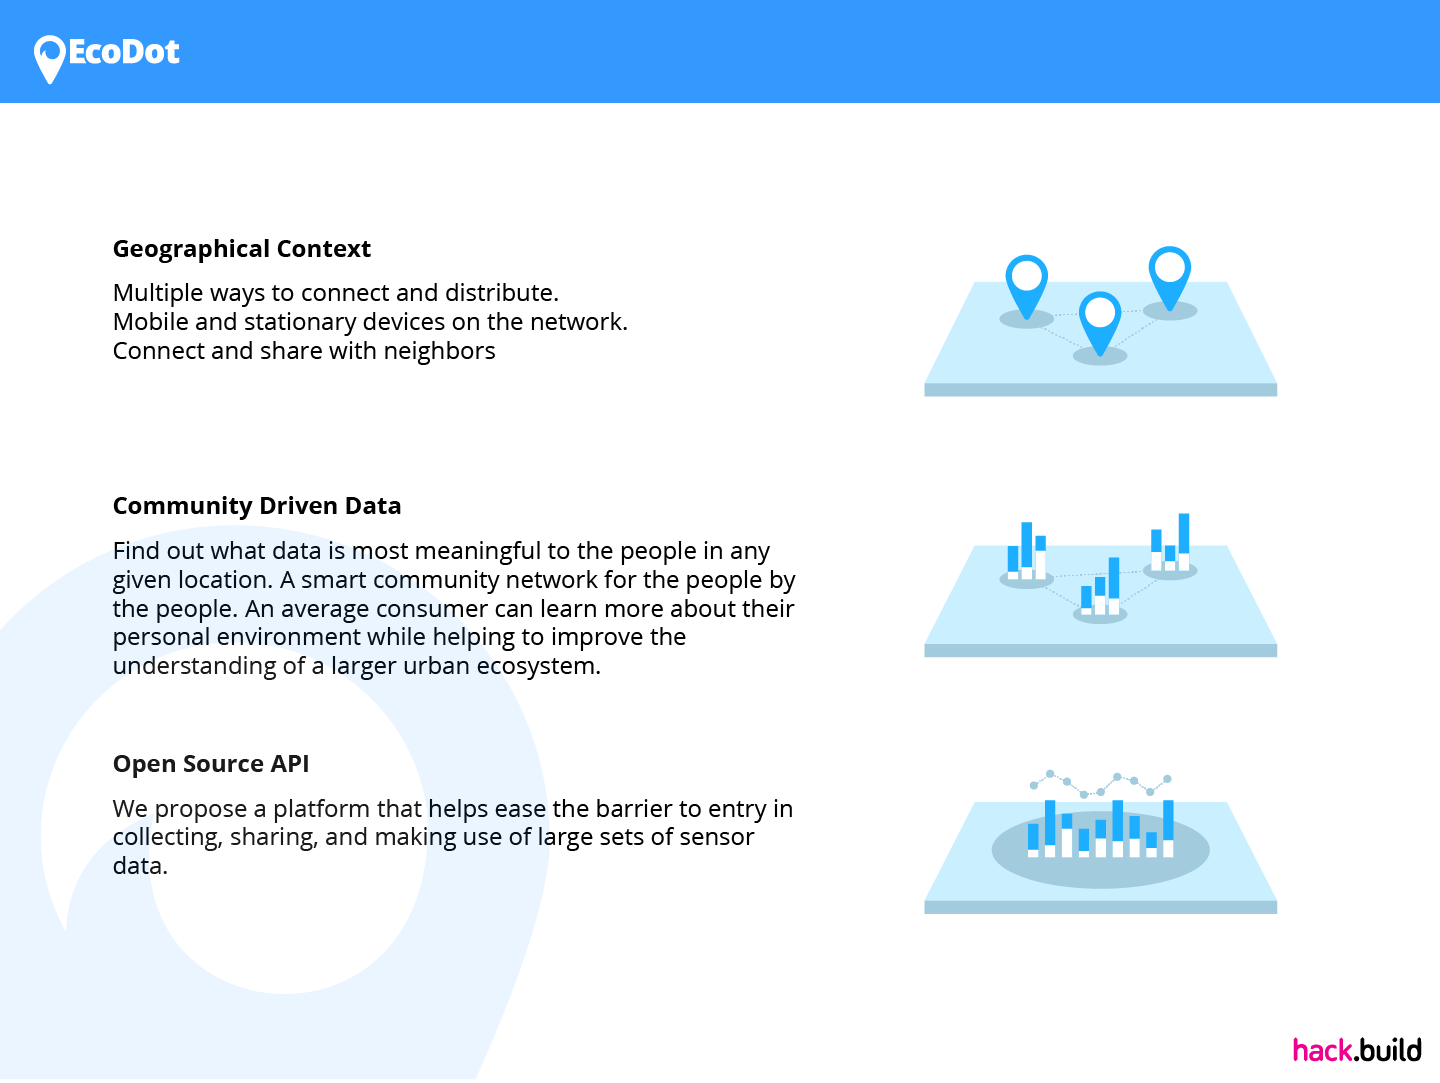 EcoDot
Geographical Context
Multiple ways to connect and distribute.
Mobile and stationary devices on the network.
Connect and share with neighbors
Community Driven Data
Find out what data is most meaningful to the people in any
given location. A smart community network for the people by
the people. An average consumer can learn more about their
personal environment while helping to improve the
understanding of a larger urban ecosystem.
Open Source API
We propose a platform that helps ease the barrier to entry in
collecting, sharing, and making use of large sets of sensor
data.
hack.build